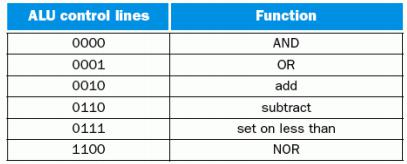 ALU control lines Function
0000 AND
0001 OR
0010 add
0110 subtract
0111 set on less than
1100 NOR